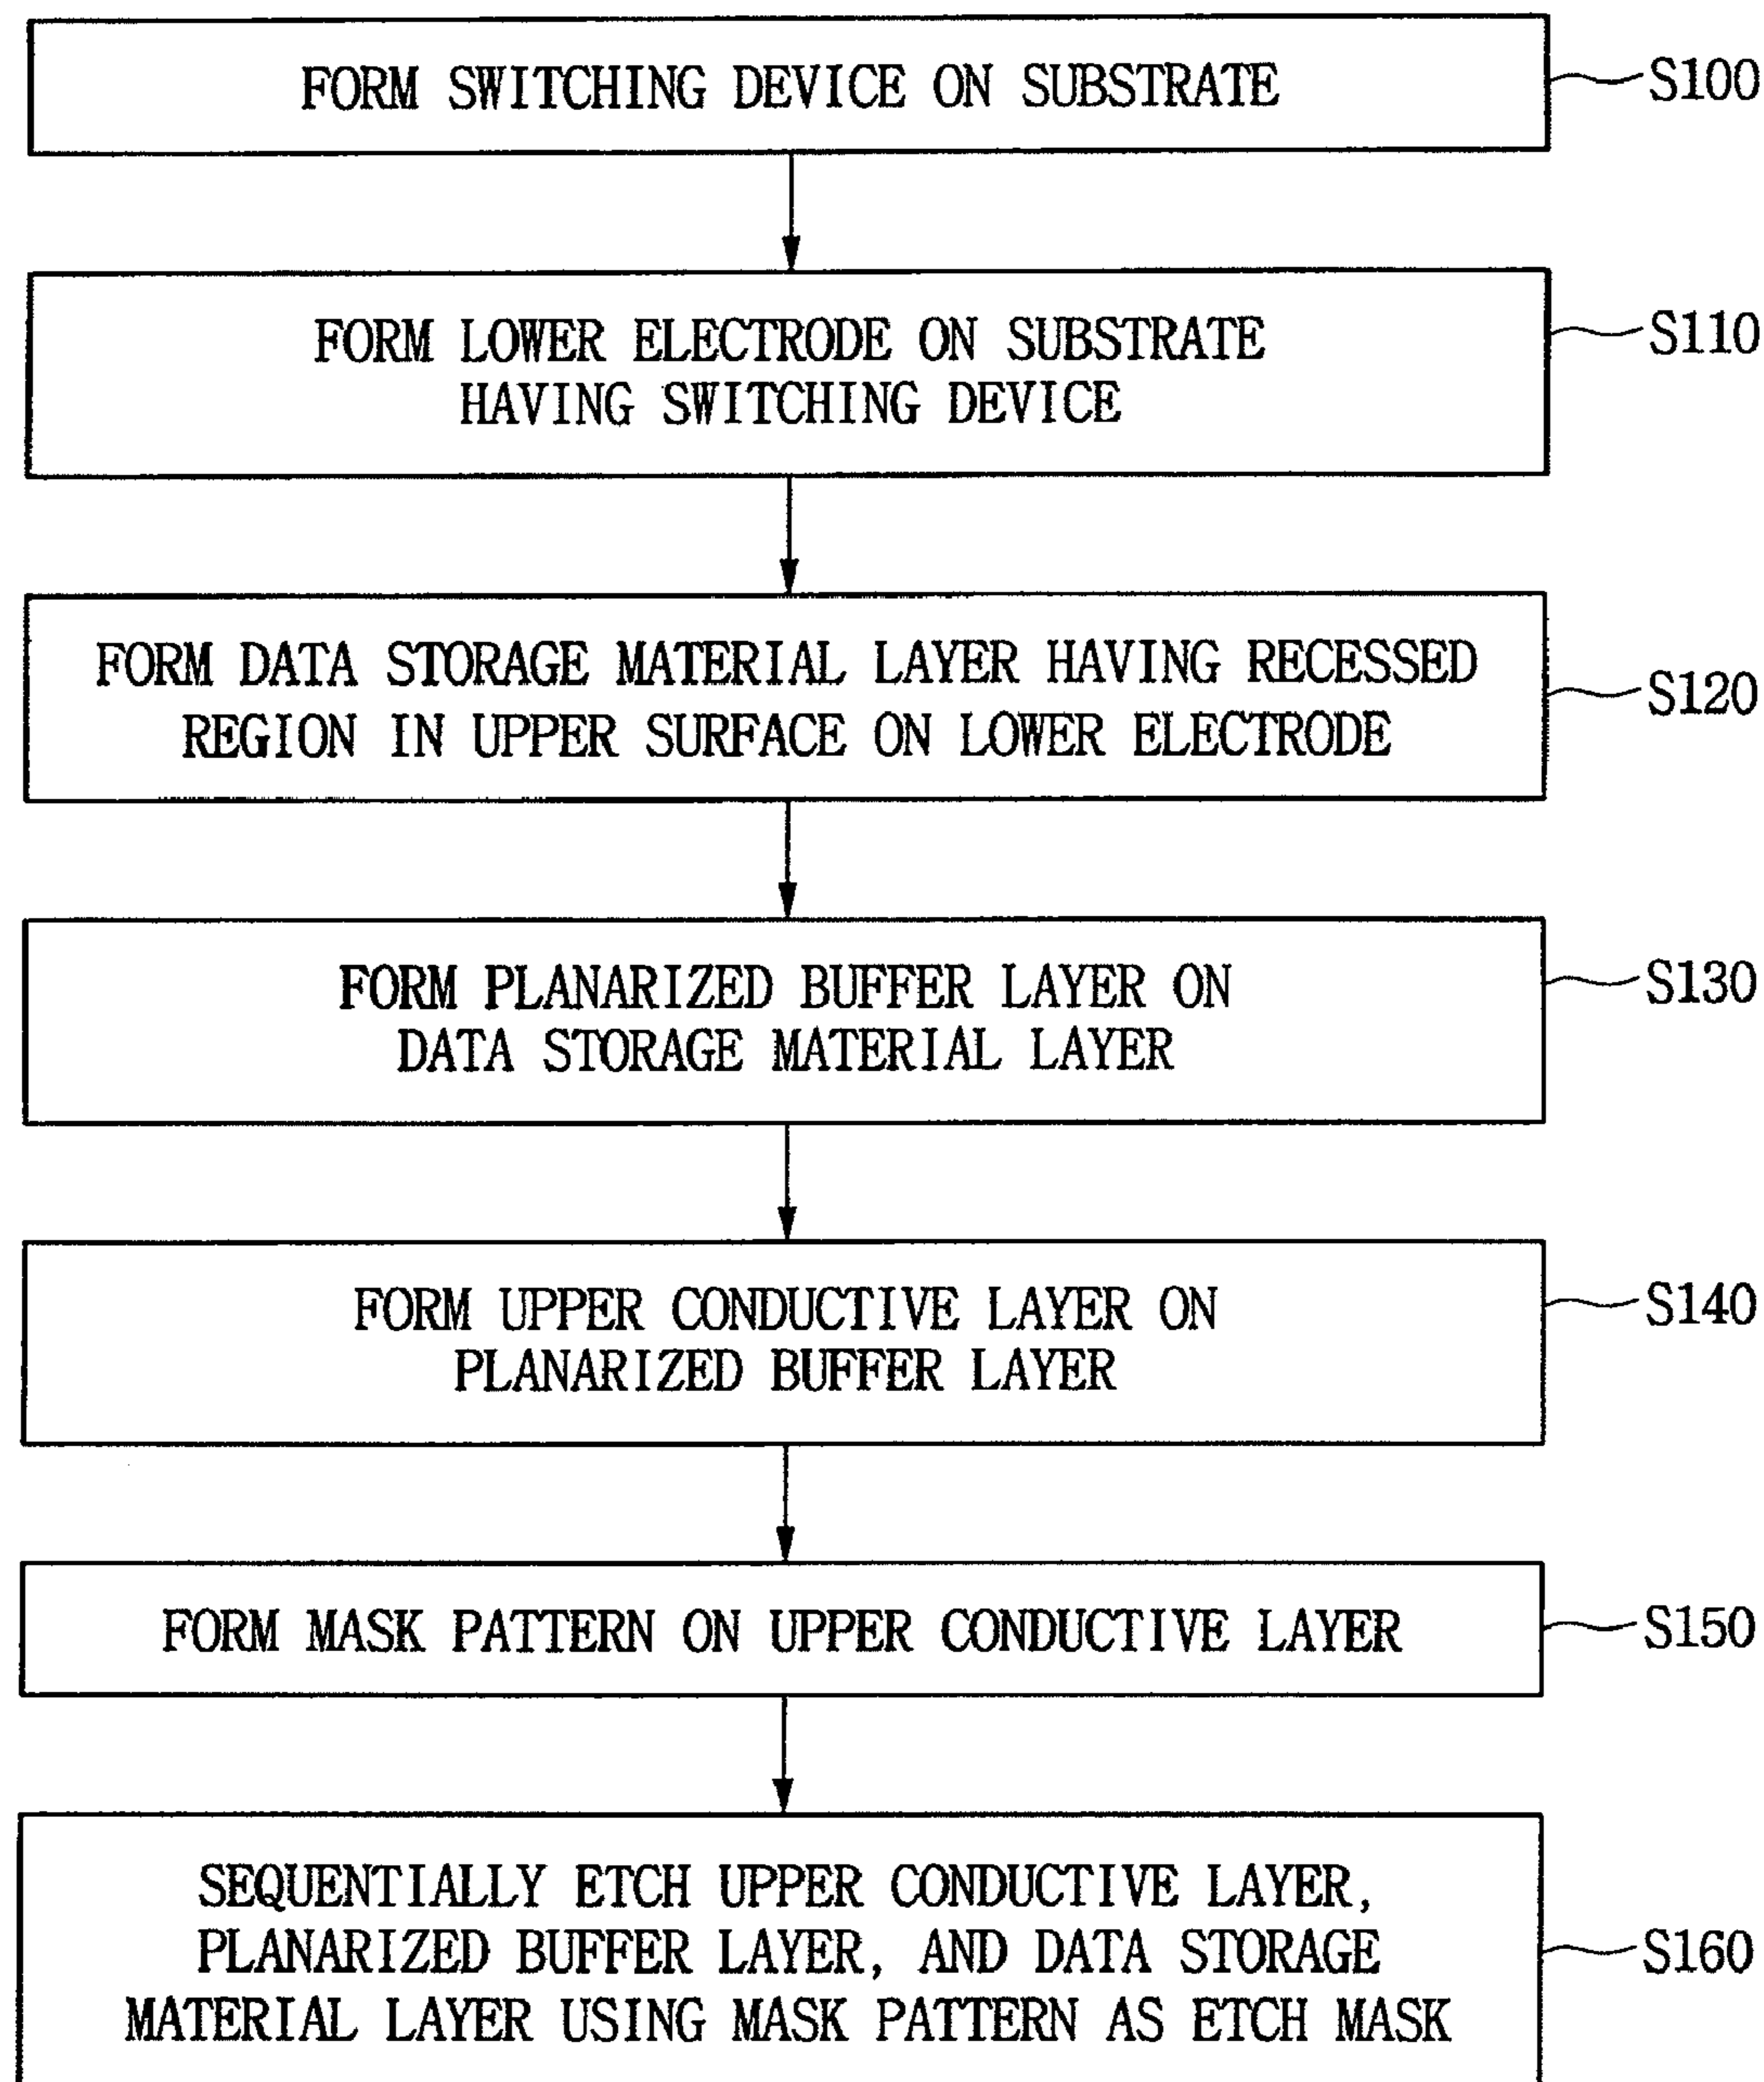 FORM SWITCHING DEVICE ON SUBSTRATE
S100
FORM LOWER ELECTRODE ON SUBSTRATE
HAVING SWITCHING DEVICE
S110
FORM DATA STORAGE MATERIAL LAYER HAVING RECESSED
REGION IN UPPER SURFACE ON LOWER ELECTRODE
S120
FORM PLANARIZED BUFFER LAYER ON
DATA STORAGE MATERIAL LAYER
S130
FORM UPPER CONDUCTIVE LAYER ON
PLANARIZED BUFFER LAYER
S140
FORM MASK PATTERN ON UPPER CONDUCTIVE LAYER
S150
SEQUENTIALLY ETCH UPPER CONDUCTIVE LAYER,
PLANARIZED BUFFER LAYER, AND DATA STORAGE
MATERIAL LAYER USING MASK PATTERN AS ETCH MASK
S160